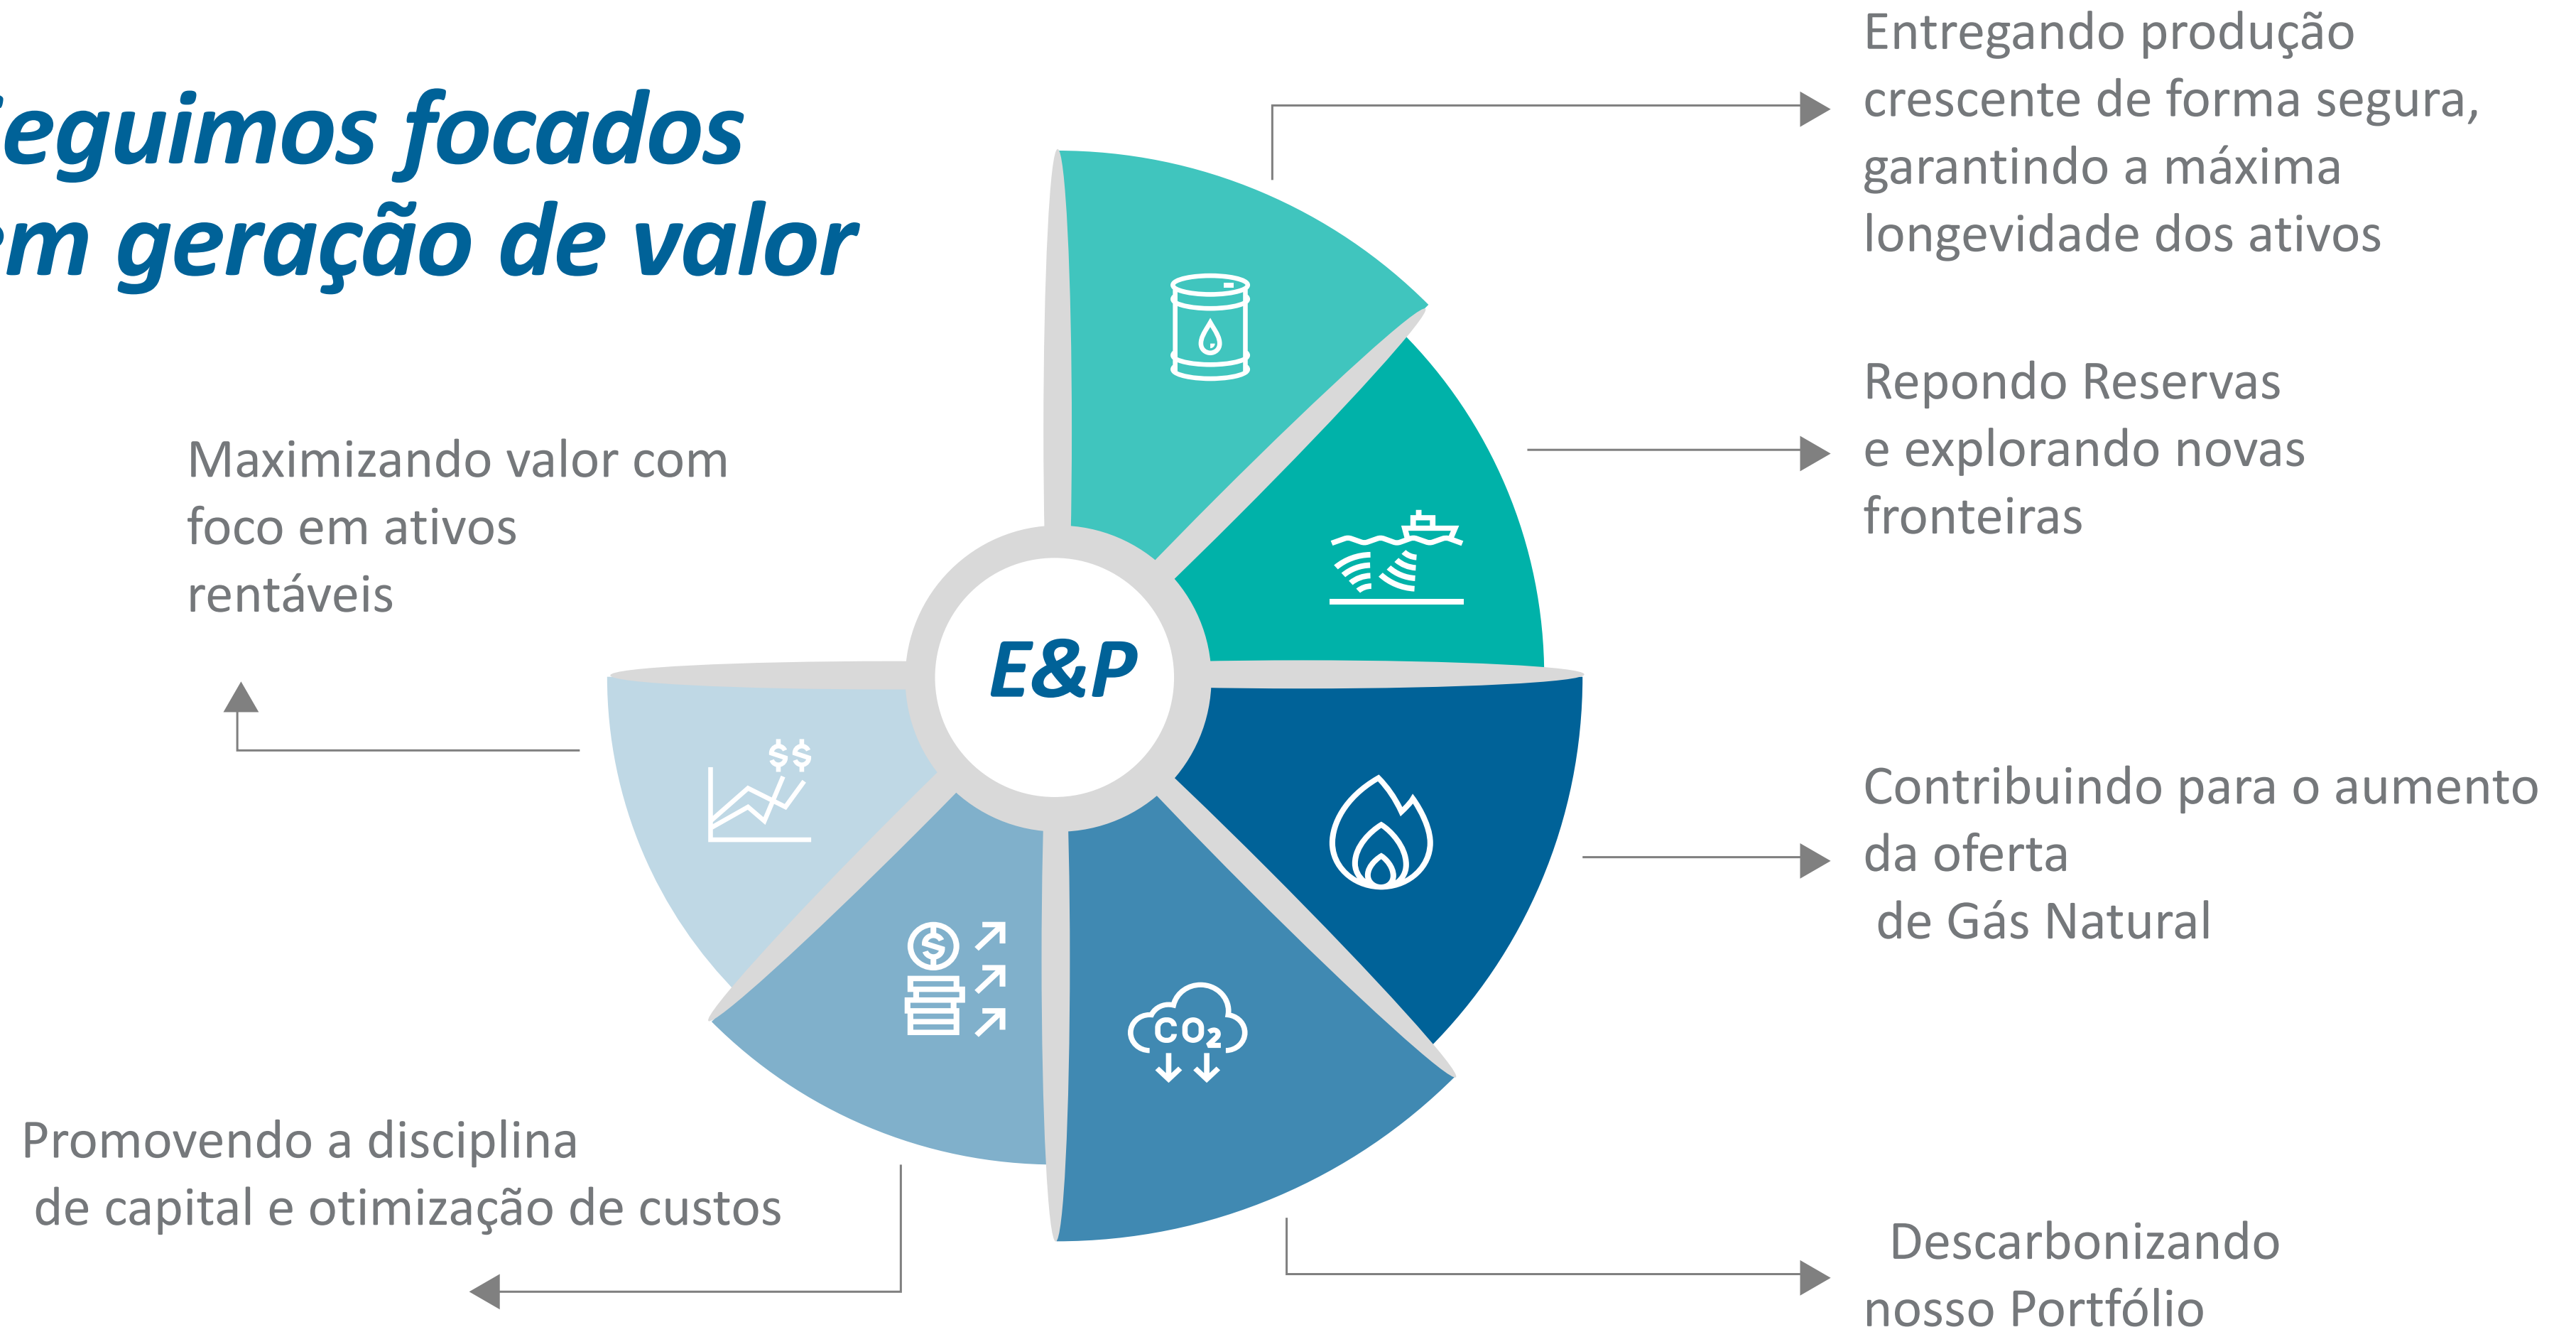 eguimos focados
em geração de valor
Entregando produção
crescente de forma segura,
garantindo a máxima
longevidade dos ativos
Repondo Reservas
e explorando novas
fronteiras
Maximizando valor com
foco em ativos
rentáveis
E&P
$$
Contribuindo para o aumento
da oferta
de Gás Natural
$
CO₂
Promovendo a disciplina
de capital e otimização de custos
Descarbonizando
nosso Portfólio